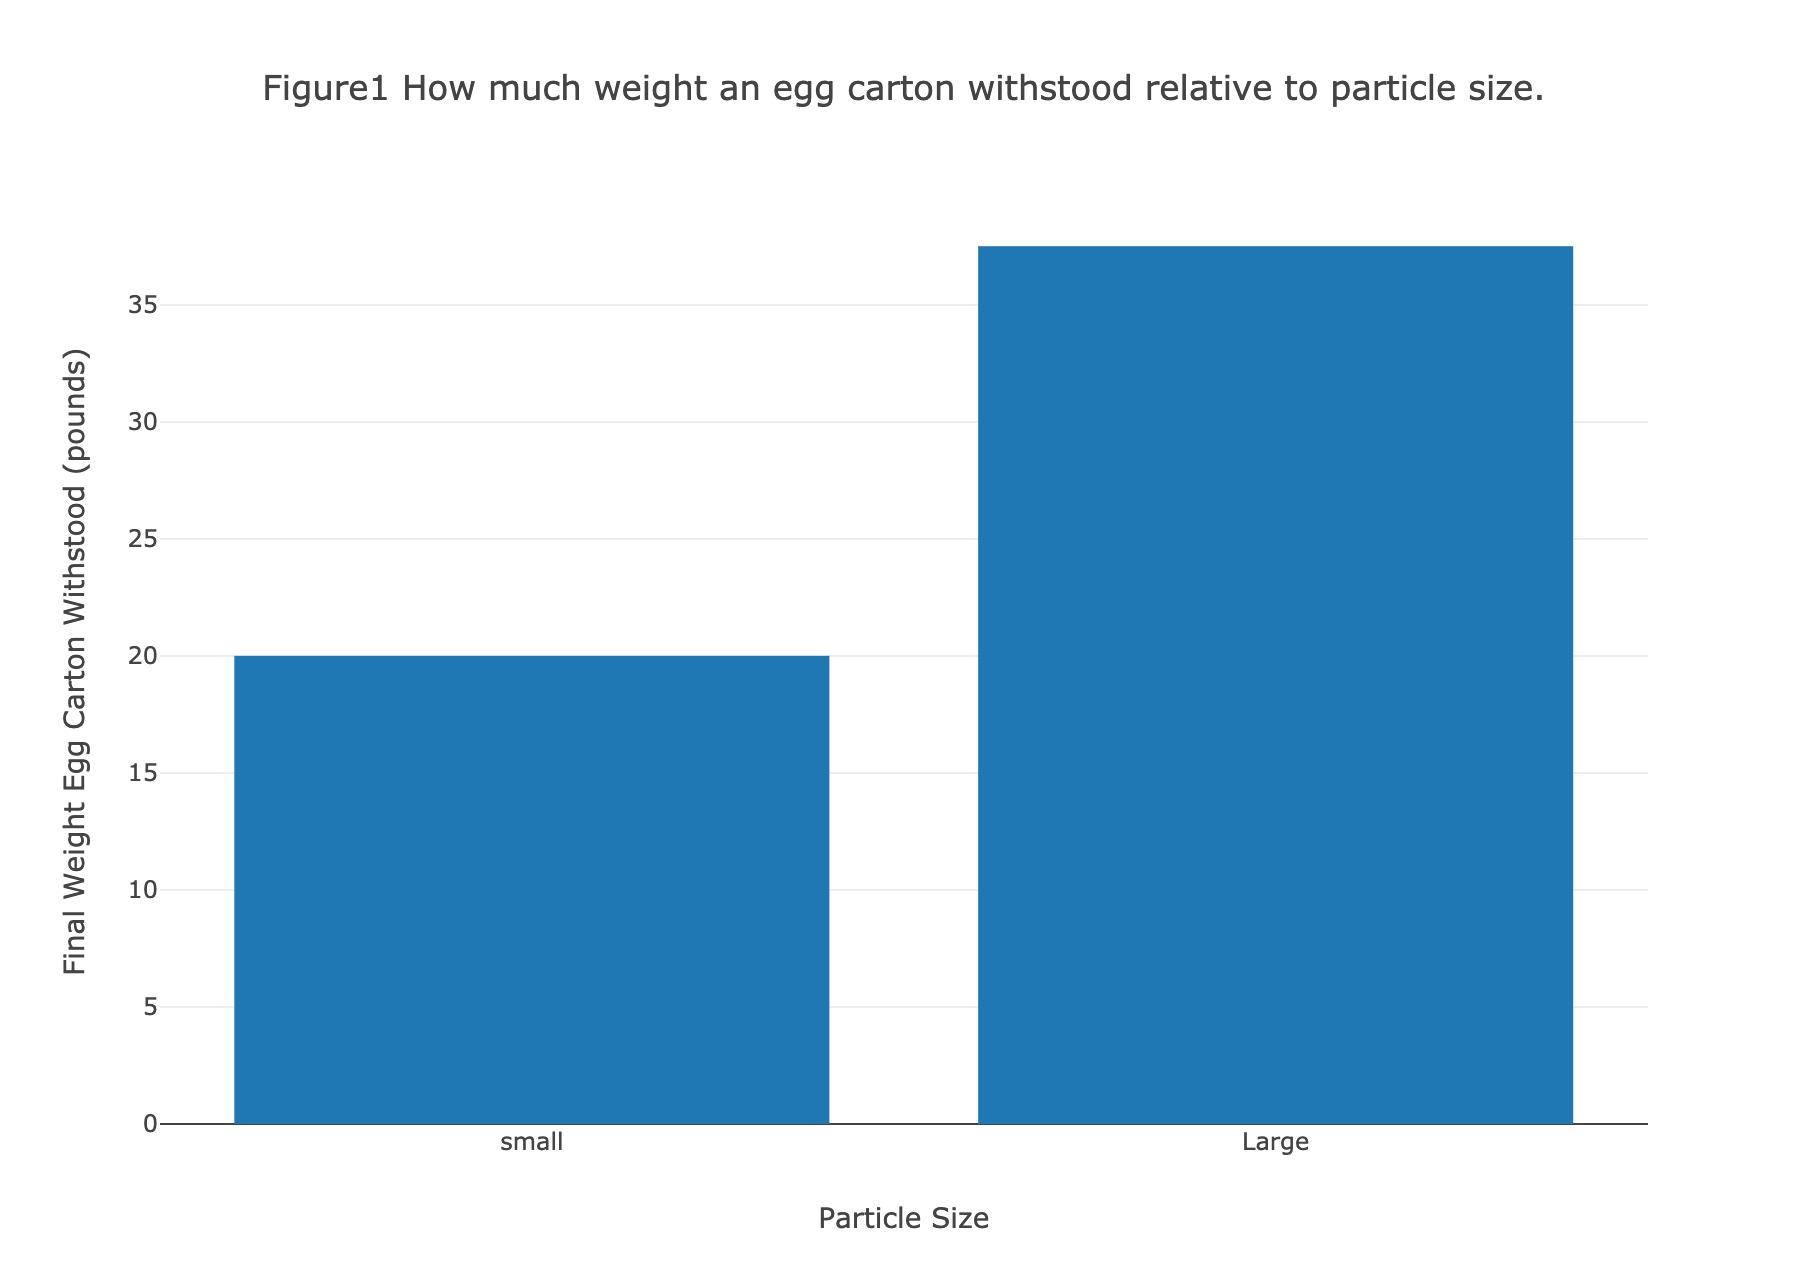 Figure1 How much weight an egg carton withstood relative to particle size.
Final Weight Egg Carton Withstood (pounds)
35
30
25
20
15
10
5
0
small Large
Particle Size